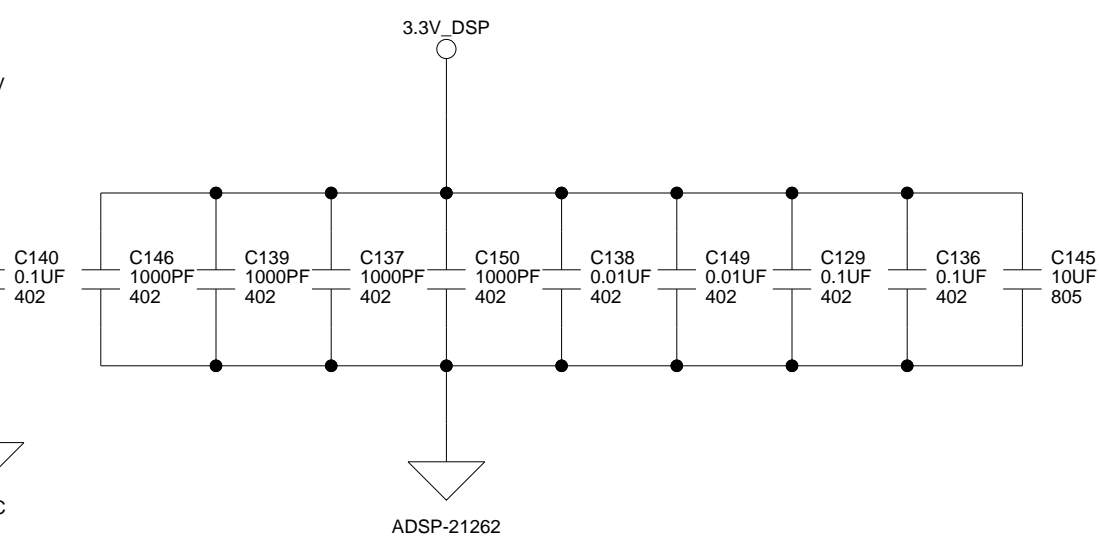 3.3V_DSP
C140
0.1UF
402
C146
1000PF
402
C139
1000PF
402
C137
1000PF
402
C150
1000PF
402
C138
0.01UF
402
C149
0.01UF
402
C129
0.1UF
402
C136
0.1UF
402
C145
10UF
805
ADSP-21262